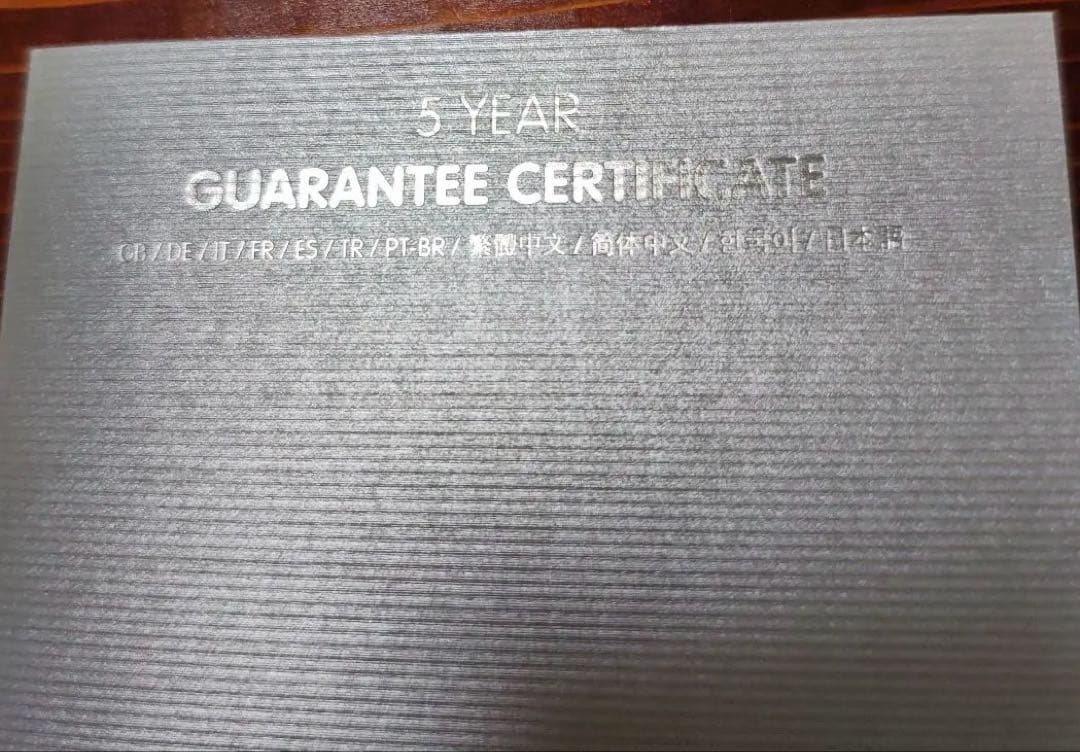 5 YEAR
GUARANTEE CERTIFICATE
GB / DE / IT / FR / ES / TR / PT-BR / 繁體中文 / 简体中文 / 한국어 / 日本語